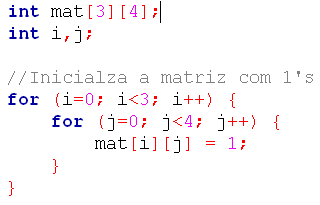 int mat[3][4];
int i,j;
//Inicialza a matriz com 1's
for (i=0; i<3; i++) {
for (j=0; j<4; j++) {
mat[i][j] = 1;
}
}